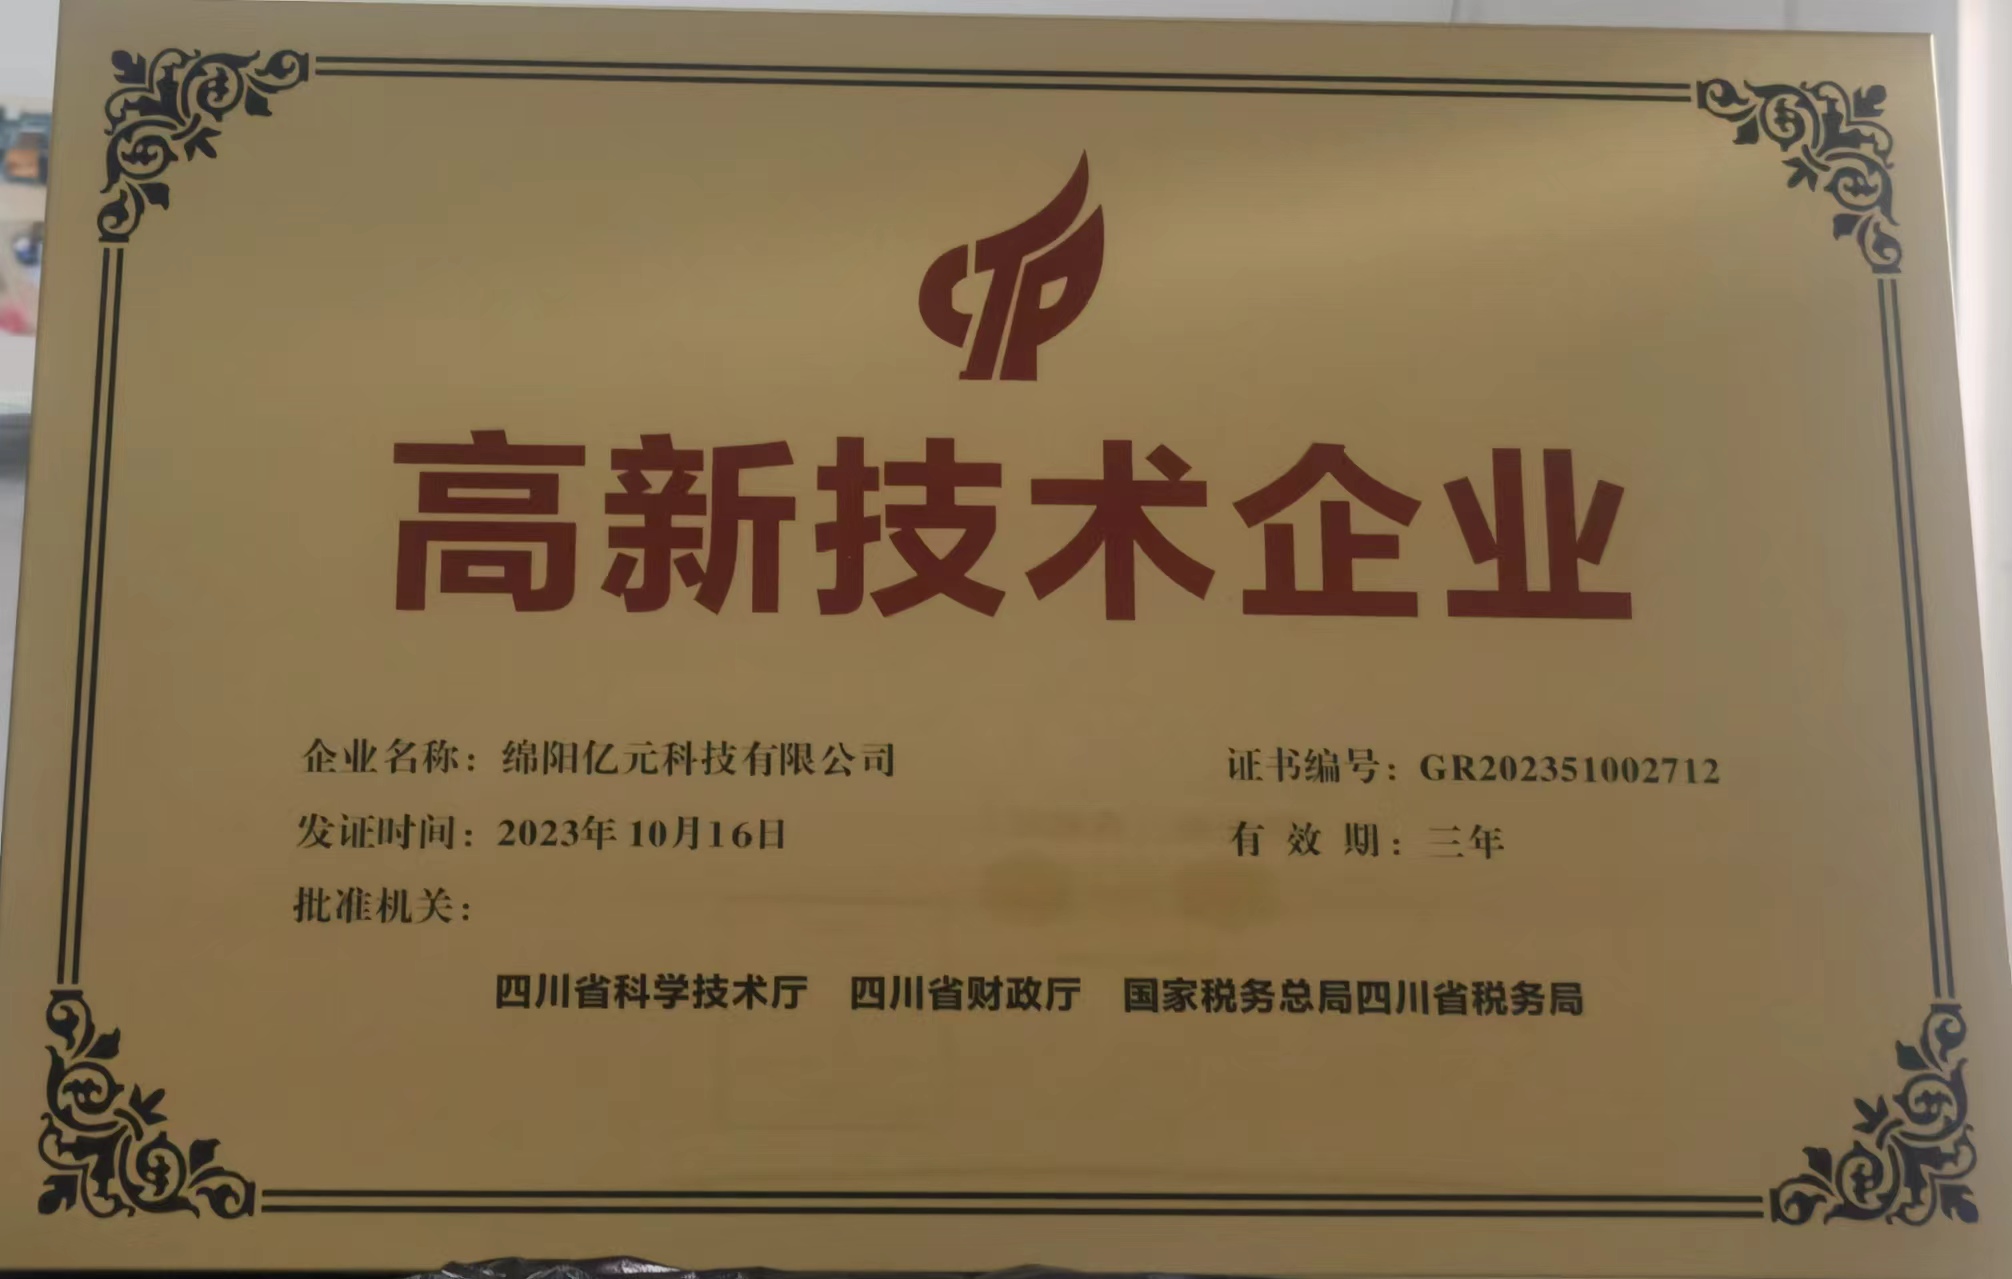 CTP
高新技术企业
企业名称：绵阳亿元科技有限公司 证书编号：GR202351002712
发证时间：2023年10月16日 有效期：三年
批准机关：
四川省科学技术厅 四川省财政厅 国家税务总局四川省税务局